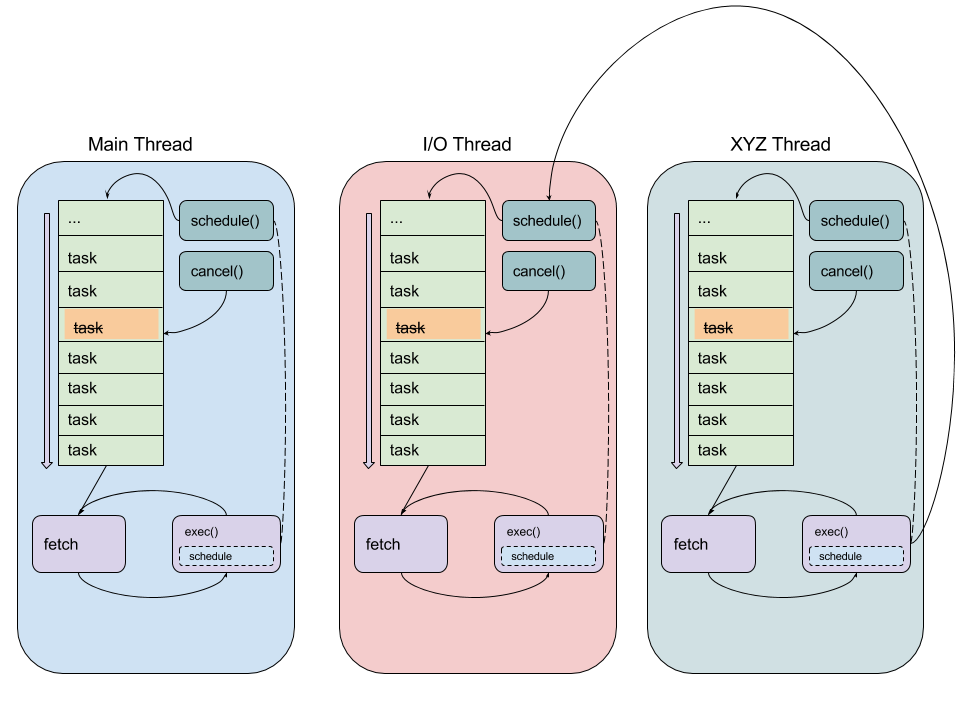 Main Thread
...
schedule()
task
cancel()
task
task
task
task
task
task
fetch
exec()
schedule
I/O Thread
...
schedule()
task
cancel()
task
task
task
task
task
task
fetch
exec()
schedule
XYZ Thread
...
schedule()
task
cancel()
task
task
task
task
task
task
fetch
exec()
schedule